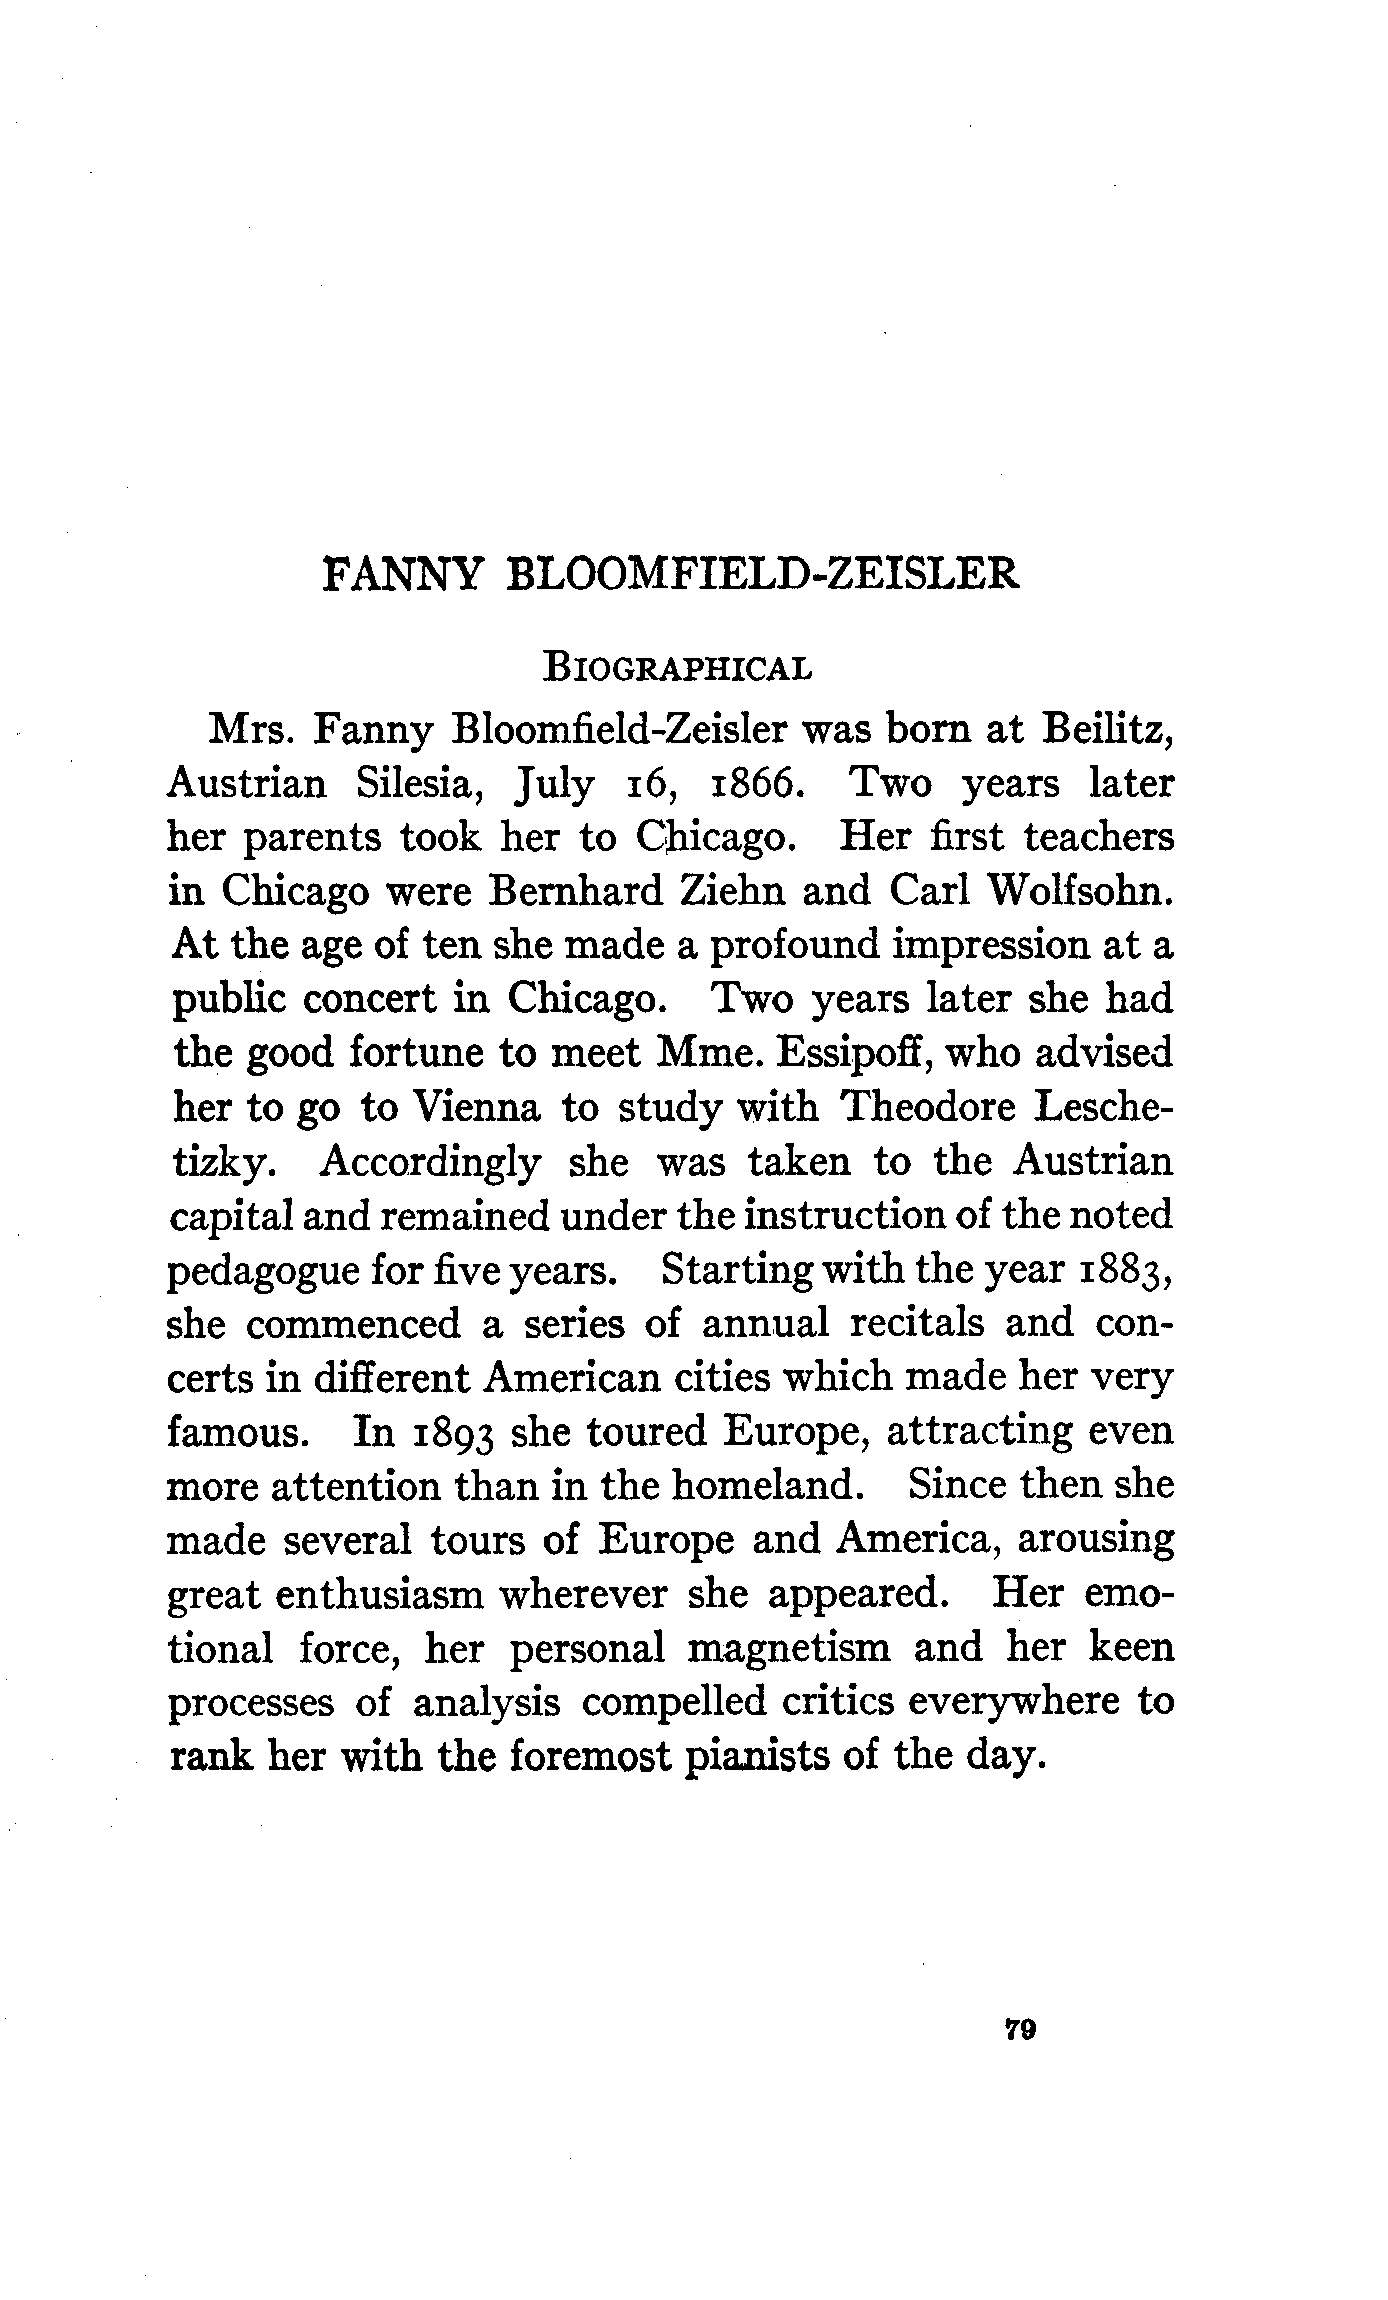 FANNY BLOOMFIELD-ZEISLER
BIOGRAPHICAL
Mrs. Fanny Bloomfield-Zeisler was born at Beilitz,
Austrian Silesia, July 16, 1866. Two years later
her parents took her to Chicago. Her first teachers
in Chicago were Bernhard Ziehn and Carl Wolfsohn.
At the age of ten she made a profound impression at a
public concert in Chicago. Two years later she had
the good fortune to meet Mme. Essipoff, who advised
her to go to Vienna to study with Theodore Lesche-
tizky. Accordingly she was taken to the Austrian
capital and remained under the instruction of the noted
pedagogue for five years. Starting with the year 1883,
she commenced a series of annual recitals and con-
certs in different American cities which made her very
famous. In 1893 she toured Europe, attracting even
more attention than in the homeland. Since then she
made several tours of Europe and America, arousing
great enthusiasm wherever she appeared. Her emo-
tional force, her personal magnetism and her keen
processes of analysis compelled critics everywhere to
rank her with the foremost pianists of the day.
79